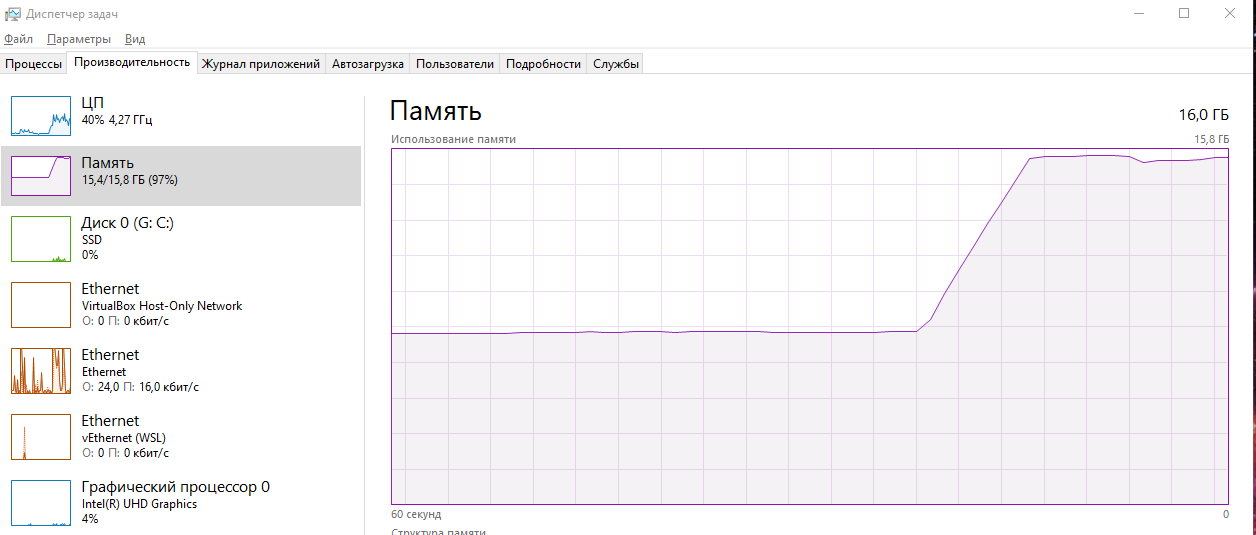 Диспетчер задач
Файл Параметры Вид
Процессы Производительность Журнал приложений Автозагрузка Пользователи Подробности Службы
ЦП
40% 4,27 ГГц
Память
15,4/15,8 ГБ (97%)
Диск 0 (G: C:)
SSD
0%
Ethernet
VirtualBox Host-Only Network
О: 0 П: 0 кбит/с
Ethernet
Ethernet
О: 24,0 П: 16,0 кбит/с
Ethernet
vEthernet (WSL)
О: 0 П: 0 кбит/с
Графический процессор 0
Intel(R) UHD Graphics
4%
Память 16,0 ГБ
Использование памяти 15,8 ГБ
60 секунд 0
Структура памяти